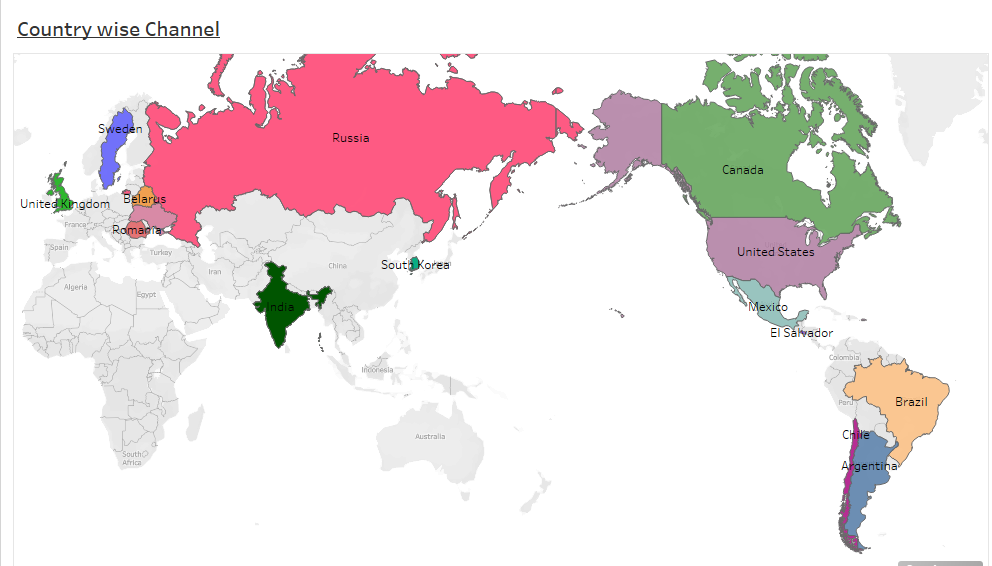 Country wise Channel
Sweden
Russia
Canada
United Kingdom
Belarus
France
Romania
Spain
Turkey
United States
South Korea
China
Iran
Algeria
Egypt
India
Mexico
El Salvador
Colombia
Indonesia
Peru
Brazil
Chile
Australia
South
Africa
Argentina